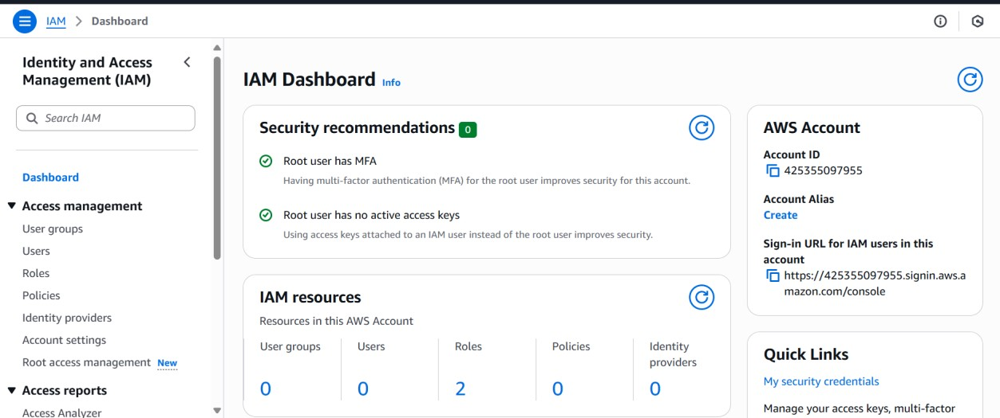 IAM > Dashboard
Identity and Access
Management (IAM)
Search IAM
Dashboard
Access management
User groups
Users
Roles
Policies
Identity providers
Account settings
Root access management New
Access reports
Access Analyzer
IAM Dashboard Info
Security recommendations 0
Root user has MFA
Having multi-factor authentication (MFA) for the root user improves security for this account.
Root user has no active access keys
Using access keys attached to an IAM user instead of the root user improves security.
IAM resources
Resources in this AWS Account
User groups
0
Users
0
Roles
2
Policies
0
Identity
providers
0
AWS Account
Account ID
425355097955
Account Alias
Create
Sign-in URL for IAM users in this
account
https://425355097955.signin.aws.a
mazon.com/console
Quick Links
My security credentials
Manage your access keys, multi-factor